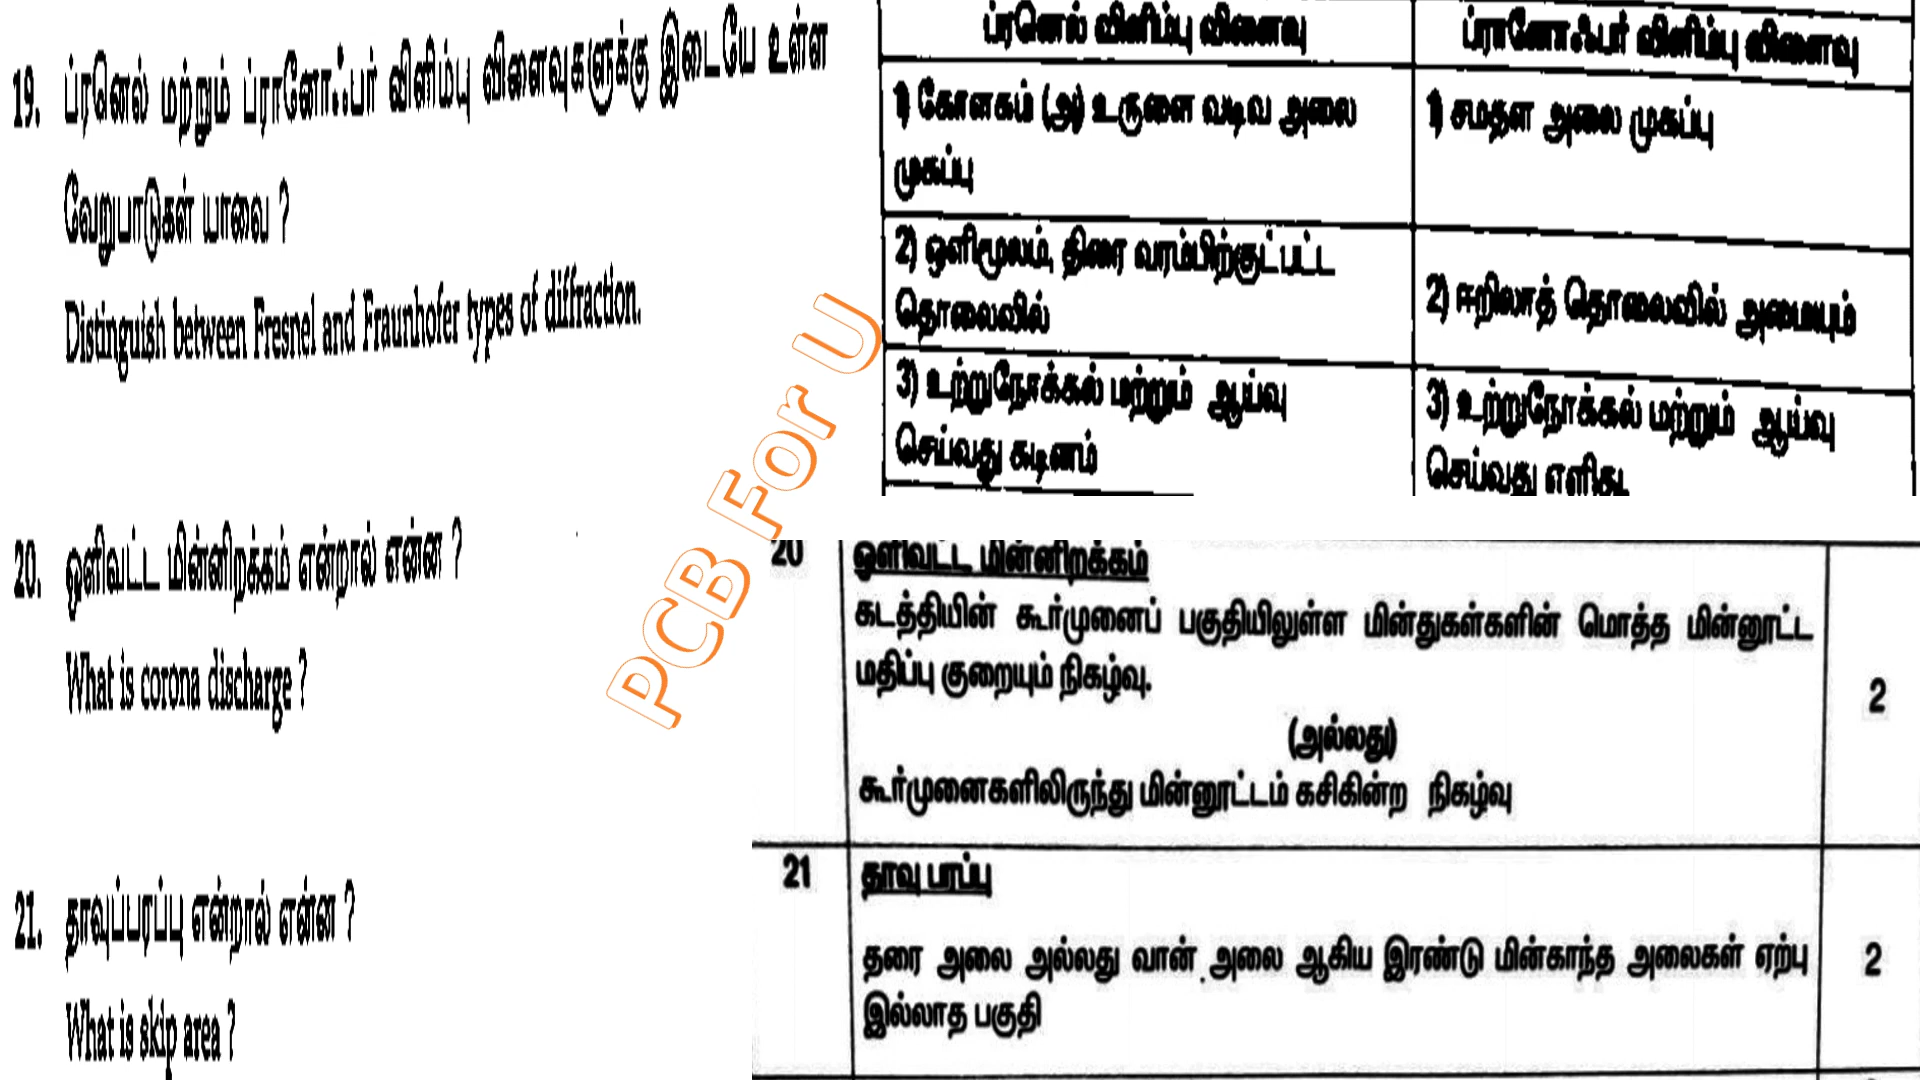 19. ப்ரனெல் மற்றும் ப்ரானோஃபர் விளிம்பு விளைவுகளுக்கு இடையே உள்ள
வேறுபாடுகள் யாவை ?
Distinguish between Fresnel and Fraunhofer types of diffraction.
ப்ரனெல் விளிம்பு விளைவு
ப்ரானோஃபர் விளிம்பு விளைவு
1) கோளகம் (அ) உருளை வடிவ அலை
முகப்பு
1) சமதள அலை முகப்பு
2) ஒளிமூலம், திரை வரம்பிற்குட்பட்ட
தொலைவில்
2) ஈறிலாத் தொலைவில் அமையும்
3) உற்றுநோக்கல் மற்றும் ஆய்வு
செய்வது கடினம்
3) உற்றுநோக்கல் மற்றும் ஆய்வு
செய்வது எளிது.
PCB For U
20. ஒளிவட்ட மின்னிறக்கம் என்றால் என்ன ?
What is corona discharge ?
20
ஒளிவட்ட மின்னிறக்கம்
கடத்தியின் கூர்முனைப் பகுதியிலுள்ள மின்துகள்களின் மொத்த மின்னூட்ட
மதிப்பு குறையும் நிகழ்வு.
(அல்லது)
கூர்முனைகளிலிருந்து மின்னூட்டம் கசிகின்ற நிகழ்வு
2
21. தாவுப்பரப்பு என்றால் என்ன ?
What is skip area ?
21
தாவு பரப்பு
தரை அலை அல்லது வான் அலை ஆகிய இரண்டு மின்காந்த அலைகள் ஏற்பு
இல்லாத பகுதி
2